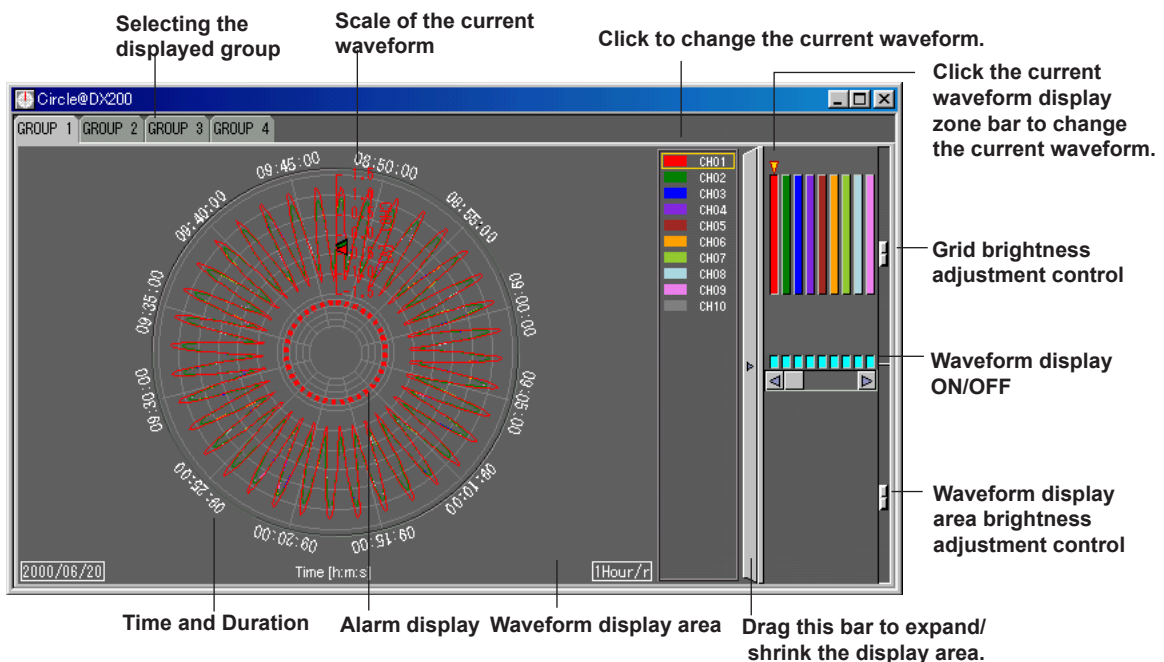 Selecting the
displayed group
Scale of the current
waveform
Click to change the current waveform.
Click the current
waveform display
zone bar to change
the current waveform.
Circle@DX200
GROUP 1 GROUP 2 GROUP 3 GROUP 4
09:45:00
08:50:00
08:55:00
09:00:00
09:05:00
09:10:00
09:15:00
09:20:00
09:25:00
09:30:00
09:35:00
09:40:00
CH01
CH02
CH03
CH04
CH05
CH06
CH07
CH08
CH09
CH10
Grid brightness
adjustment control
Waveform display
ON/OFF
Waveform display
area brightness
adjustment control
2000/06/20
Time [h:m:s]
1Hour/r
Time and Duration
Alarm display
Waveform display area
Drag this bar to expand/
shrink the display area.